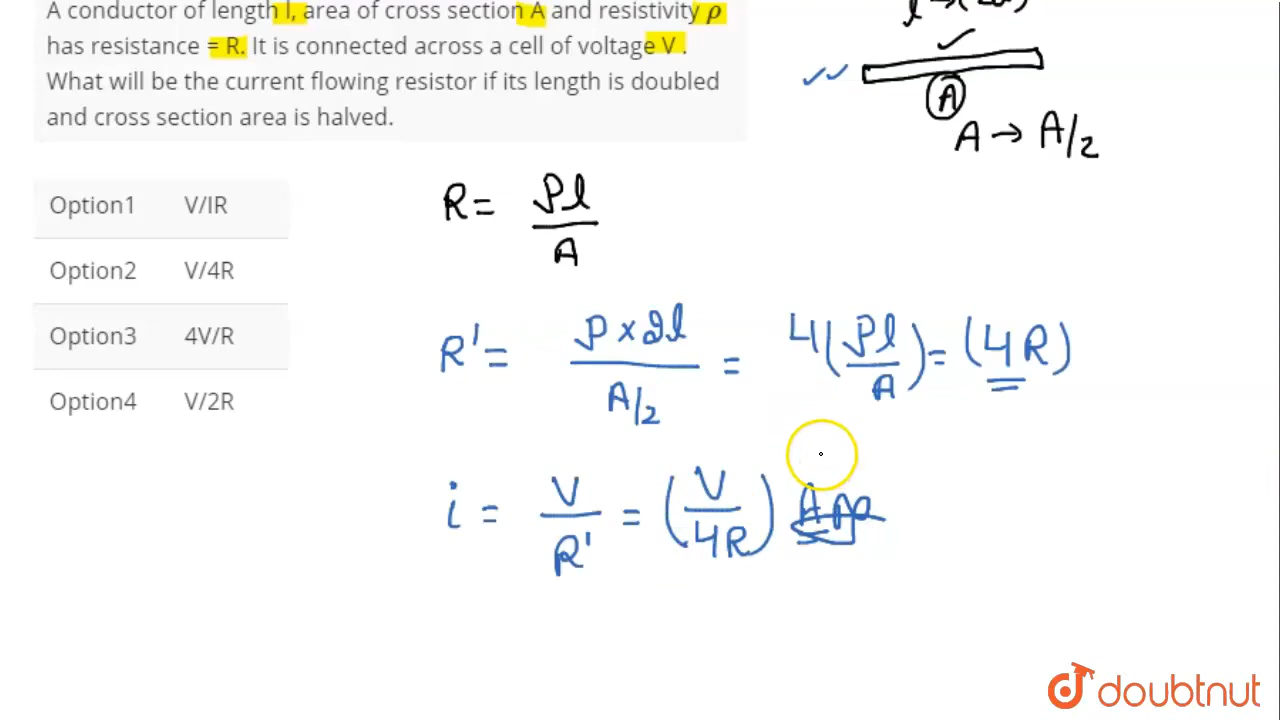 A conductor of length l, area of cross section A and resistivity ρ
has resistance = R. It is connected across a cell of voltage V .
What will be the current flowing resistor if its length is doubled
and cross section area is halved.
Option1 V/IR
Option2 V/4R
Option3 4V/R
Option4 V/2R
A
A → A/2
R = ρl / A
R' = ρ × 2l / A/2 = 4(ρl / A) = (4R)
i = V / R' = (V / 4R) Ans
doubtnut